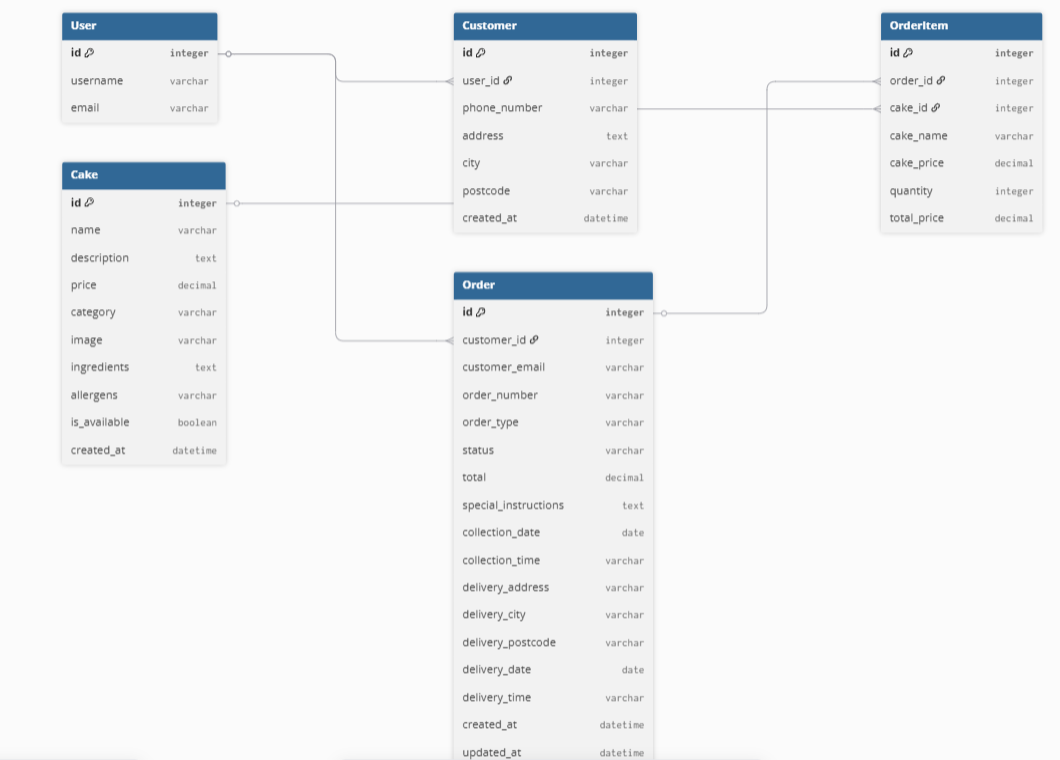 User
id integer
username varchar
email varchar
Cake
id integer
name varchar
description text
price decimal
category varchar
image varchar
ingredients text
allergens varchar
is_available boolean
created_at datetime
Customer
id integer
user_id integer
phone_number varchar
address text
city varchar
postcode varchar
created_at datetime
Order
id integer
customer_id integer
customer_email varchar
order_number varchar
order_type varchar
status varchar
total decimal
special_instructions text
collection_date date
collection_time varchar
delivery_address varchar
delivery_city varchar
delivery_postcode varchar
delivery_date date
delivery_time varchar
created_at datetime
updated_at datetime
OrderItem
id integer
order_id integer
cake_id integer
cake_name varchar
cake_price decimal
quantity integer
total_price decimal